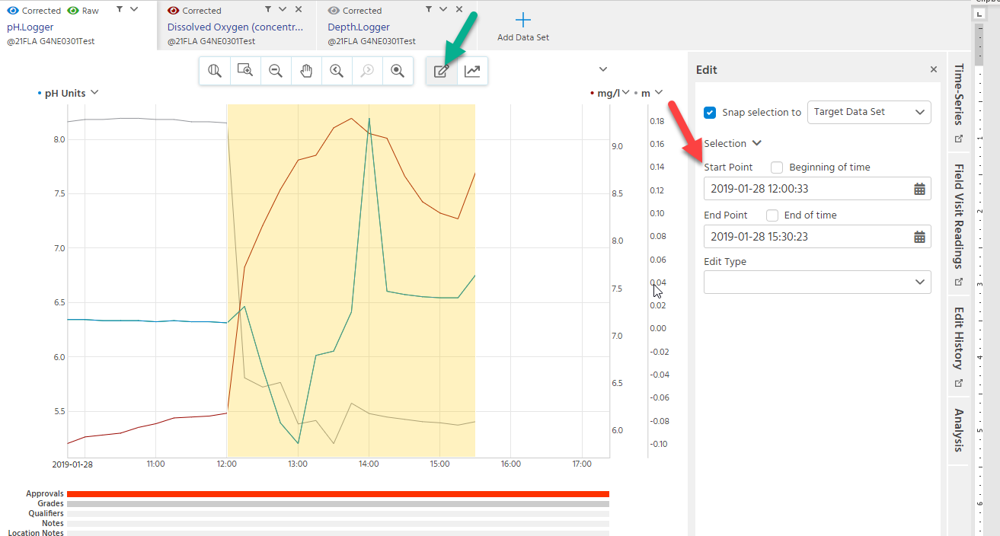 Corrected Raw
pH.Logger
@21FLA G4NE0301Test
Corrected
Dissolved Oxygen (concentr...
@21FLA G4NE0301Test
Corrected
Depth.Logger
@21FLA G4NE0301Test
Add Data Set
pH Units
mg/l
m
8.0
7.5
7.0
6.5
6.0
5.5
9.0
8.5
8.0
7.5
7.0
6.5
6.0
0.18
0.16
0.14
0.12
0.10
0.08
0.06
0.04
0.02
0.00
-0.02
-0.04
-0.06
-0.08
-0.10
2019-01-28 11:00 12:00 13:00 14:00 15:00 16:00 17:00
Approvals
Grades
Qualifiers
Notes
Location Notes
Edit
Snap selection to Target Data Set
Selection
Start Point Beginning of time
2019-01-28 12:00:33
End Point End of time
2019-01-28 15:30:23
Edit Type
Time-Series
Field Visit Readings
Edit History
Analysis
1
2
3
4
5
6